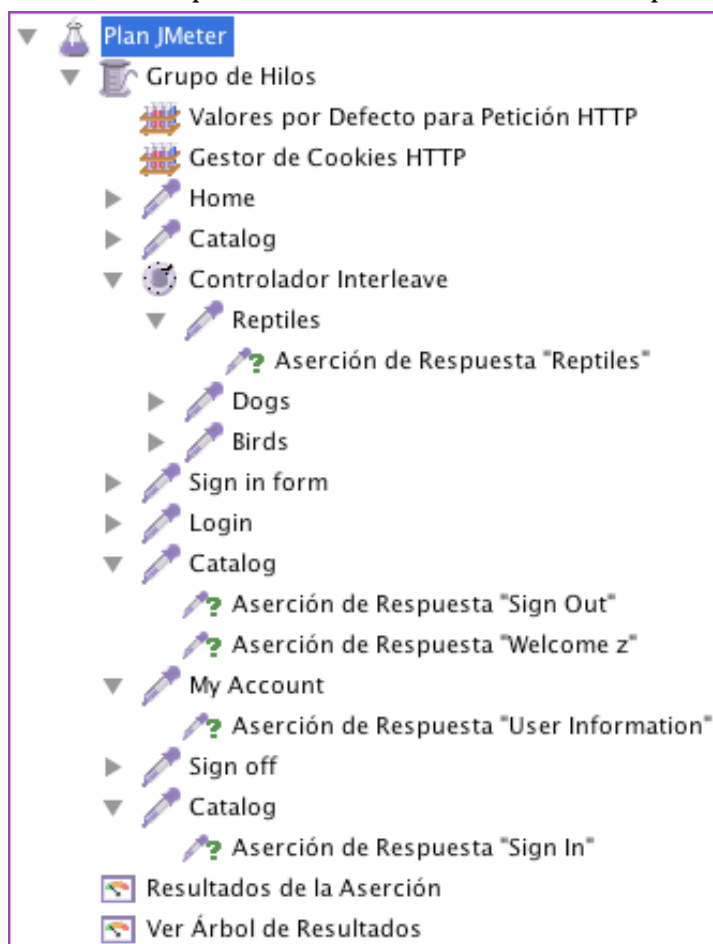 Plan JMeter
Grupo de Hilos
Valores por Defecto para Petición HTTP
Gestor de Cookies HTTP
Home
Catalog
Controlador Interleave
Reptiles
Aserción de Respuesta "Reptiles"
Dogs
Birds
Sign in form
Login
Catalog
Aserción de Respuesta "Sign Out"
Aserción de Respuesta "Welcome z"
My Account
Aserción de Respuesta "User Information"
Sign off
Catalog
Aserción de Respuesta "Sign In"
Resultados de la Aserción
Ver Árbol de Resultados